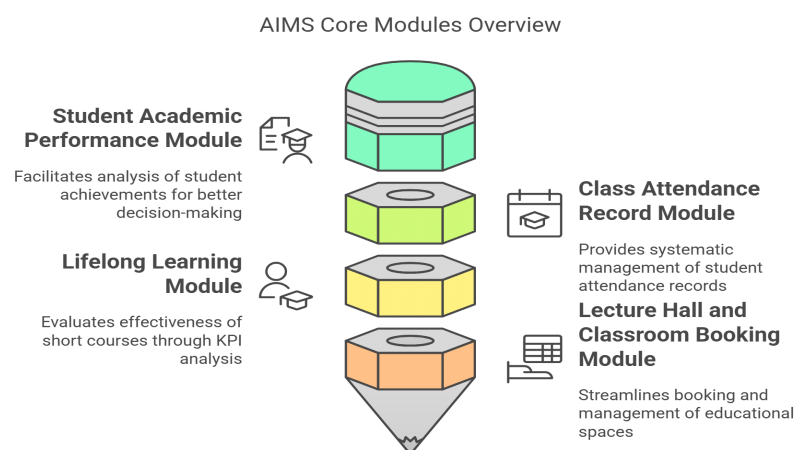 AIMS Core Modules Overview
Student Academic
Performance Module
Facilitates analysis of student
achievements for better
decision-making
Class Attendance
Record Module
Provides systematic
management of student
attendance records
Lifelong Learning
Module
Evaluates effectiveness of
short courses through KPI
analysis
Lecture Hall and
Classroom Booking
Module
Streamlines booking and
management of educational
spaces